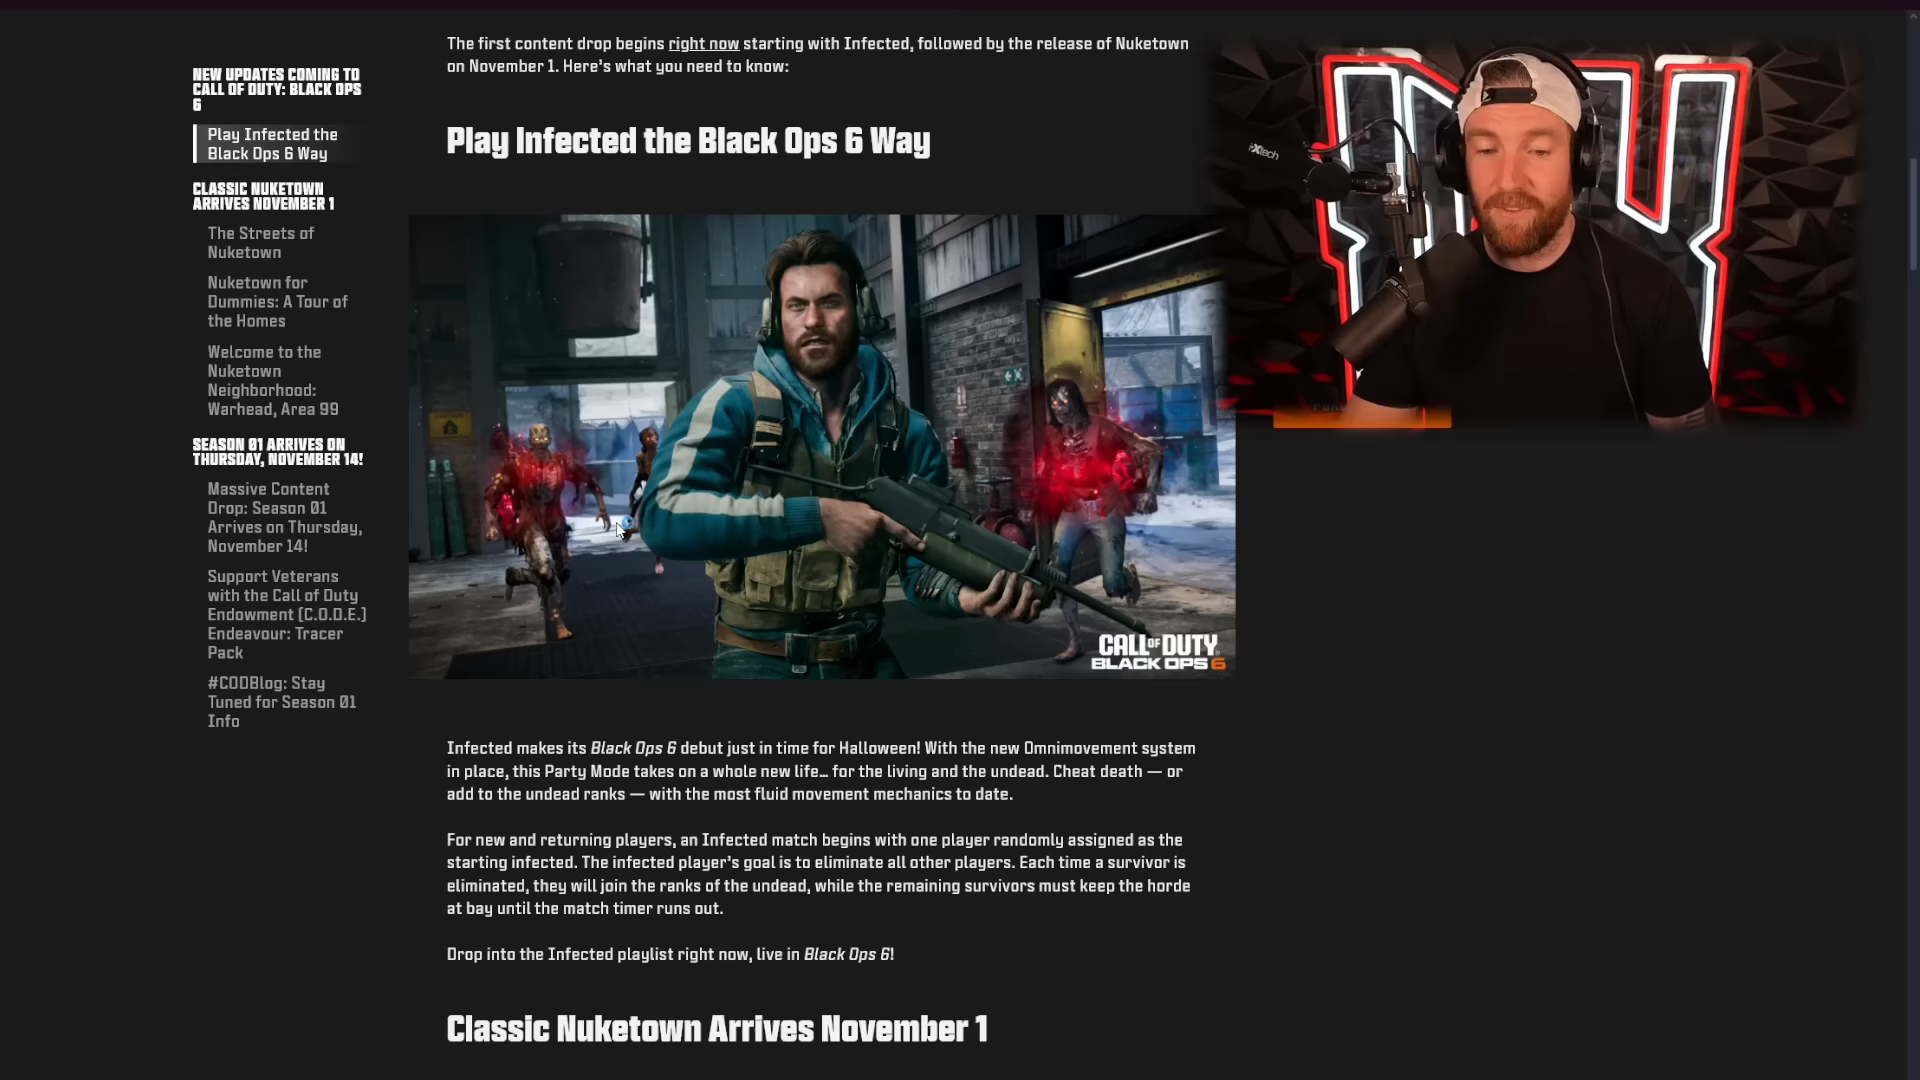 The first content drop begins right now starting with Infected, followed by the release of Nuketown
on November 1. Here's what you need to know:
NEW UPDATES COMING TO
CALL OF DUTY: BLACK OPS
6
Play Infected the
Black Ops 6 Way
CLASSIC NUKETOWN
ARRIVES NOVEMBER 1
The Streets of
Nuketown
Nuketown for
Dummies: A Tour of
the Homes
Welcome to the
Nuketown
Neighborhood:
Warhead, Area 99
SEASON 01 ARRIVES ON
THURSDAY, NOVEMBER 14!
Massive Content
Drop: Season 01
Arrives on Thursday,
November 14!
Support Veterans
with the Call of Duty
Endowment (C.O.D.E.)
Endeavour: Tracer
Pack
#CODBlog: Stay
Tuned for Season 01
Info
Play Infected the Black Ops 6 Way
CALL OF DUTY
BLACK OPS 6
Infected makes its Black Ops 6 debut just in time for Halloween! With the new Omnimovement system
in place, this Party Mode takes on a whole new life… for the living and the undead. Cheat death — or
add to the undead ranks — with the most fluid movement mechanics to date.
For new and returning players, an Infected match begins with one player randomly assigned as the
starting infected. The infected player's goal is to eliminate all other players. Each time a survivor is
eliminated, they will join the ranks of the undead, while the remaining survivors must keep the horde
at bay until the match timer runs out.
Drop into the Infected playlist right now, live in Black Ops 6!
Classic Nuketown Arrives November 1